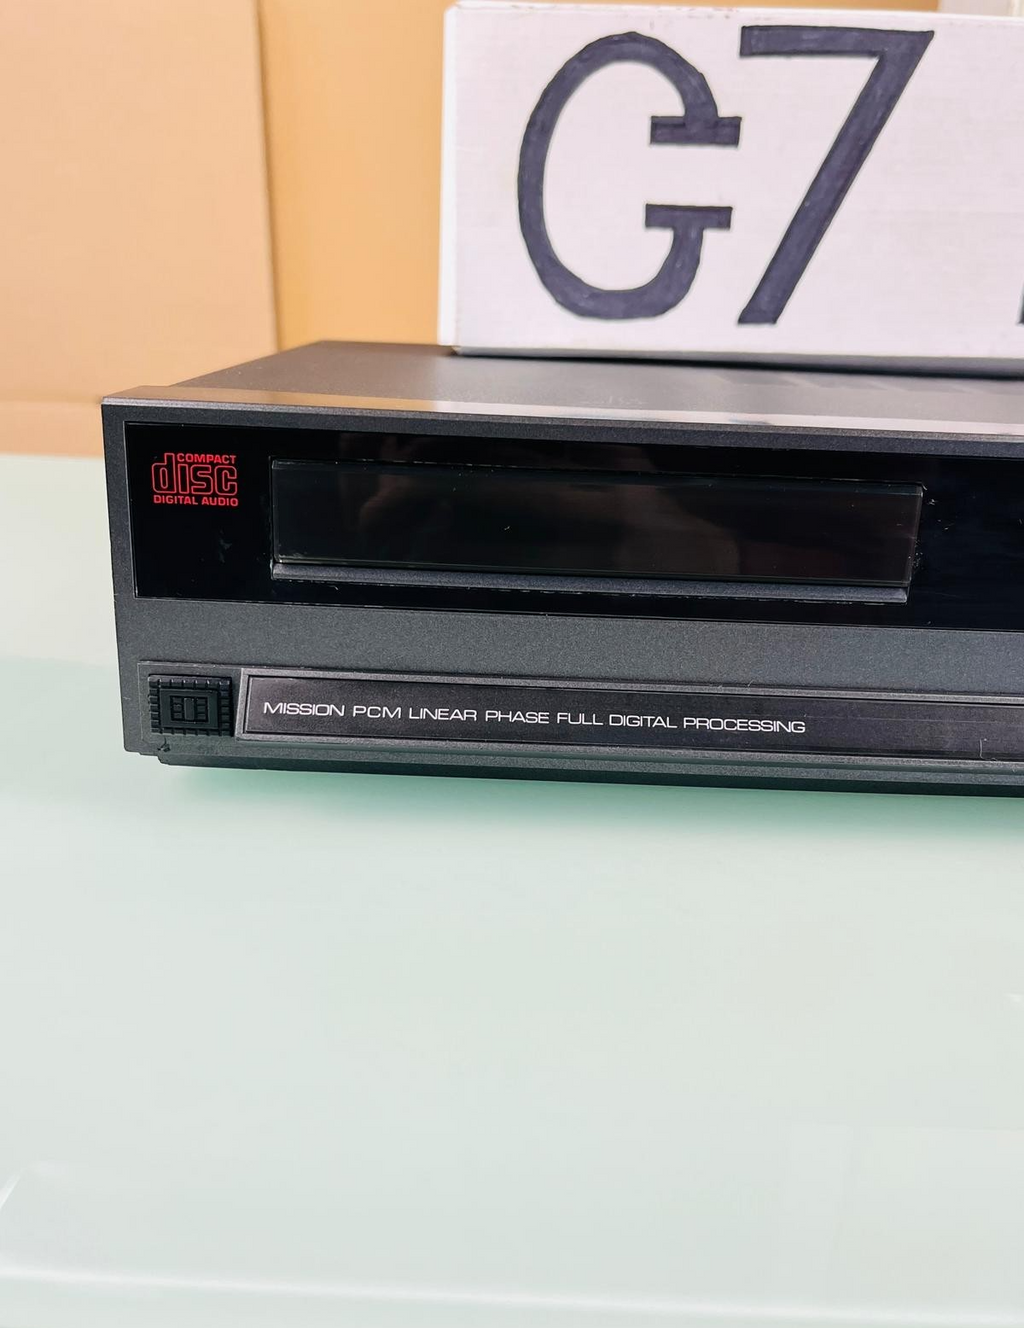 G7
COMPACT
disc
DIGITAL AUDIO
MISSION PCM LINEAR PHASE FULL DIGITAL PROCESSING